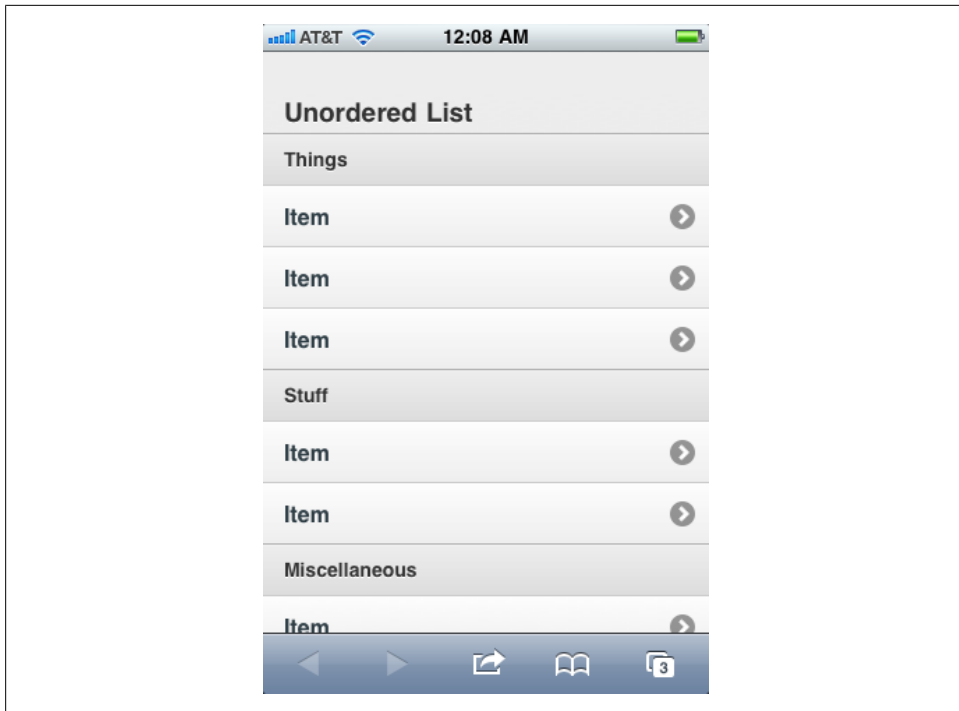 AT&T 12:08 AM
Unordered List
Things
Item
Item
Item
Stuff
Item
Item
Miscellaneous
Item
3